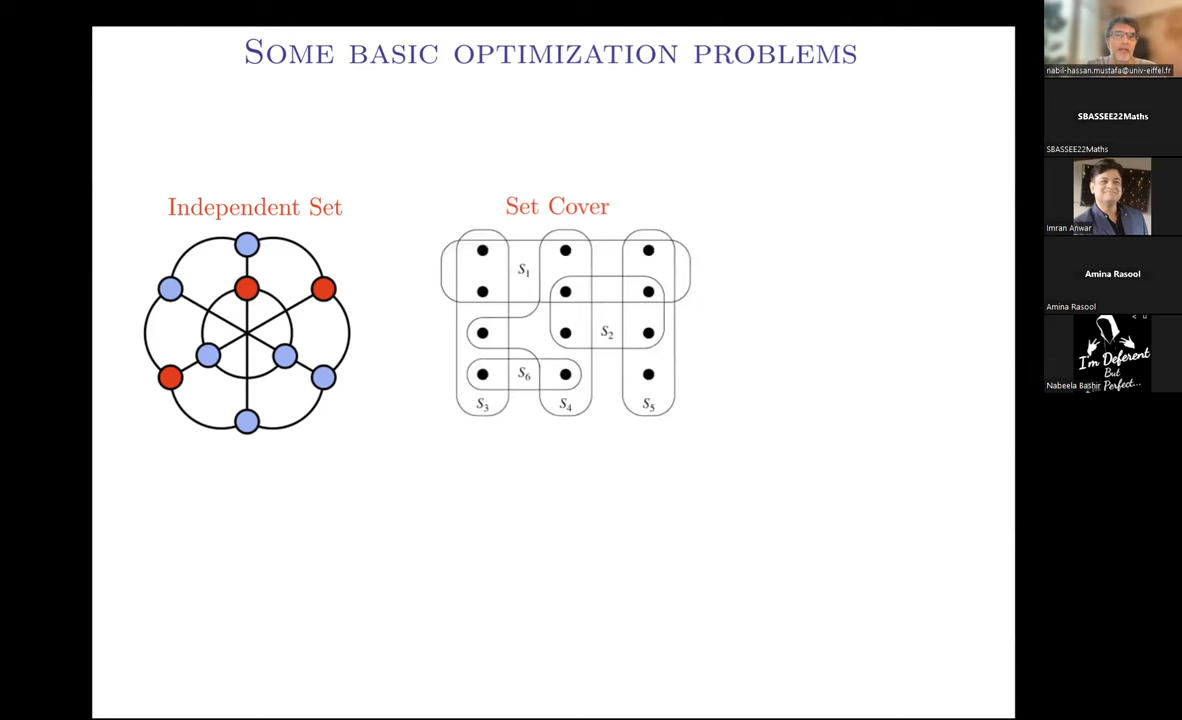 SOME BASIC OPTIMIZATION PROBLEMS
Independent Set
Set Cover
S1
S2
S6
S3 S4 S5
nabil-hassan.mustafa@univ-eiffel.fr
SBASSEE22Maths
SBASSEE22Maths
Imran Anwar
Amina Rasool
Amina Rasool
I'm Deferent
But
Perfect...
Nabeela Bashir